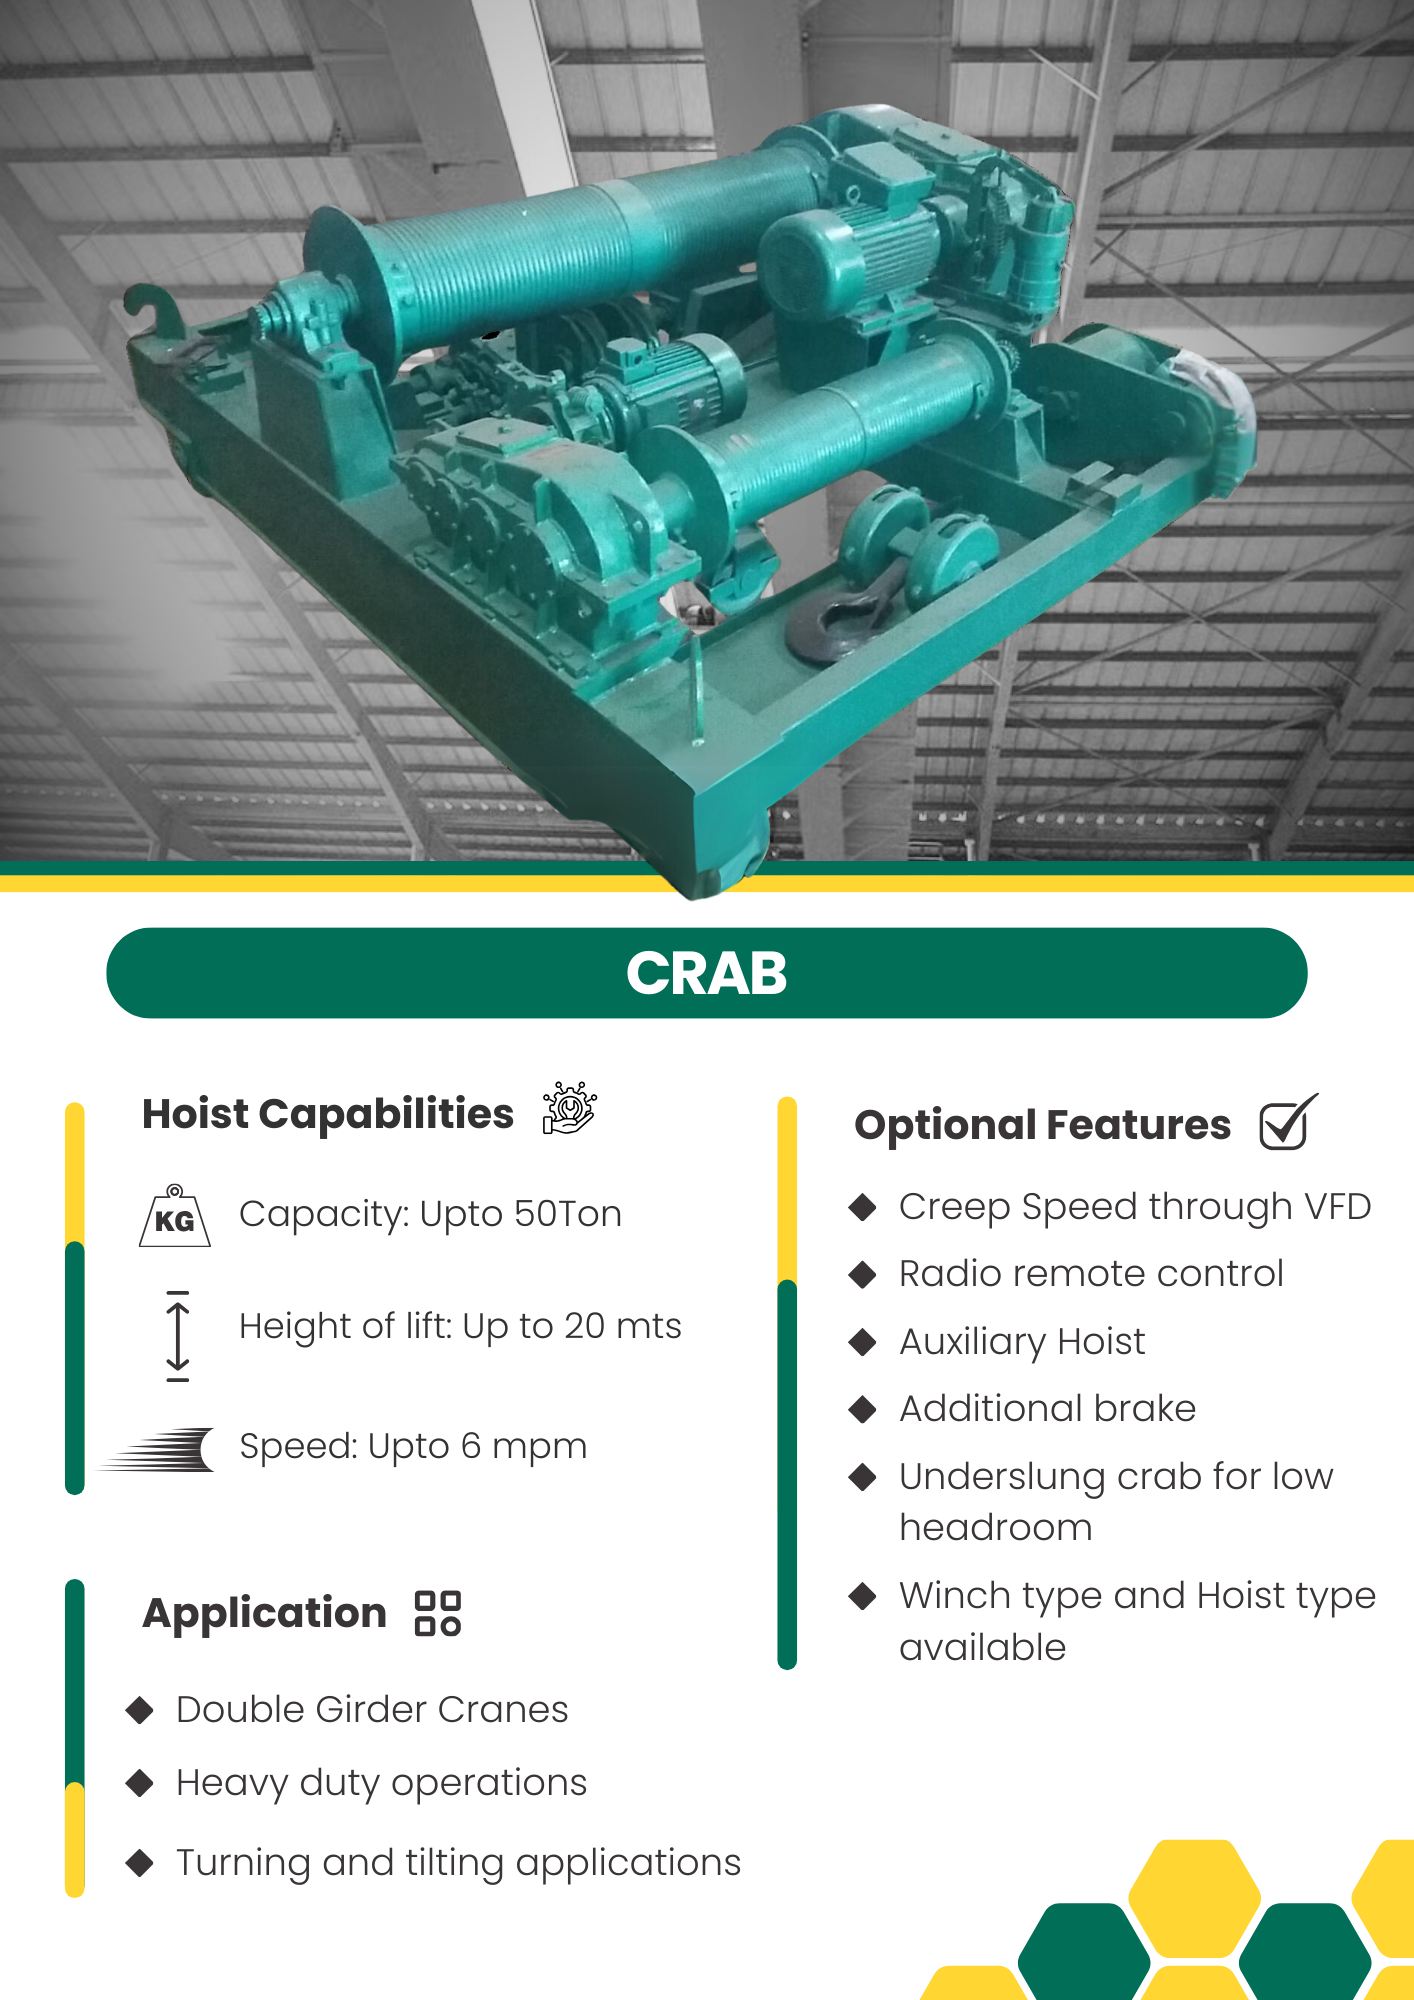 CRAB
Hoist Capabilities
KG
Capacity: Upto 50Ton
Height of lift: Up to 20 mts
Speed: Upto 6 mpm
Application
Double Girder Cranes
Heavy duty operations
Turning and tilting applications
Optional Features
Creep Speed through VFD
Radio remote control
Auxiliary Hoist
Additional brake
Underslung crab for low
headroom
Winch type and Hoist type
available